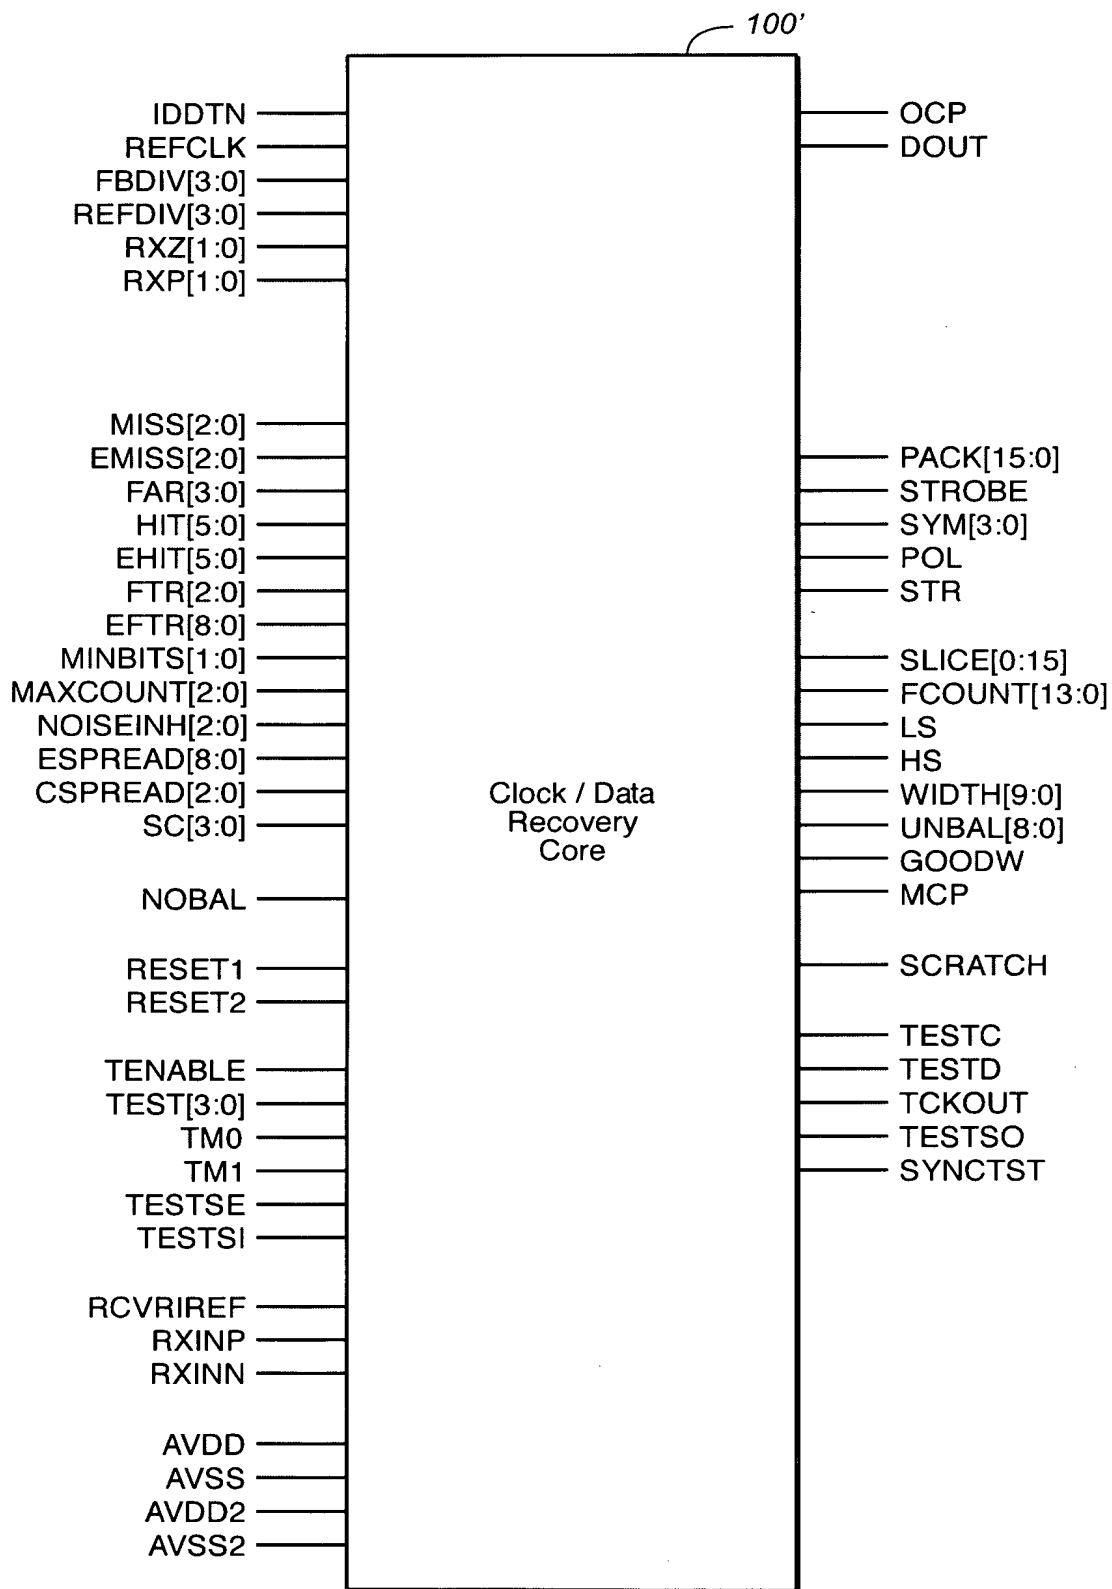 100'
IDDTN
REFCLK
FBDIV[3:0]
REFDIV[3:0]
RXZ[1:0]
RXP[1:0]
MISS[2:0]
EMISS[2:0]
FAR[3:0]
HIT[5:0]
EHIT[5:0]
FTR[2:0]
EFTR[8:0]
MINBITS[1:0]
MAXCOUNT[2:0]
NOISEINH[2:0]
ESPREAD[8:0]
CSPREAD[2:0]
SC[3:0]
NOBAL
RESET1
RESET2
TENABLE
TEST[3:0]
TM0
TM1
TESTSE
TESTSI
RCVRIREF
RXINP
RXINN
AVDD
AVSS
AVDD2
AVSS2
Clock / Data
Recovery
Core
OCP
DOUT
PACK[15:0]
STROBE
SYM[3:0]
POL
STR
SLICE[0:15]
FCOUNT[13:0]
LS
HS
WIDTH[9:0]
UNBAL[8:0]
GOODW
MCP
SCRATCH
TESTC
TESTD
TCKOUT
TESTSO
SYNCTST